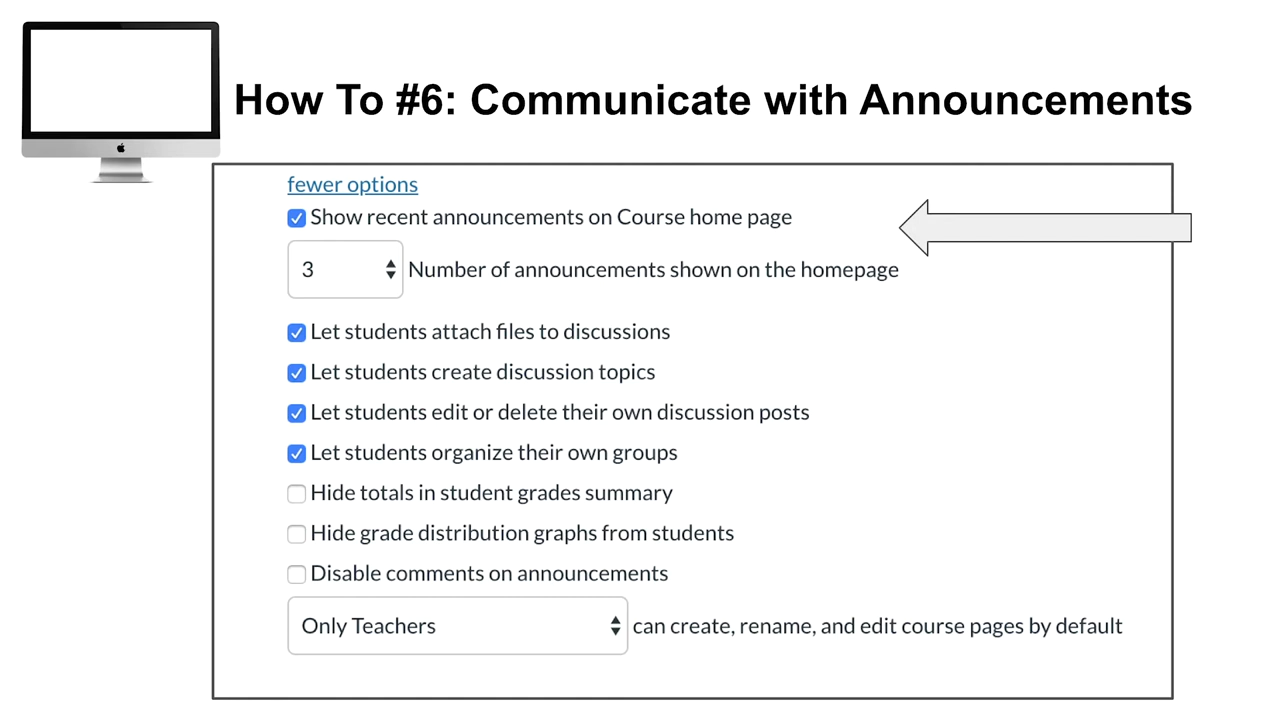 How To #6: Communicate with Announcements
fewer options
Show recent announcements on Course home page
3 Number of announcements shown on the homepage
Let students attach files to discussions
Let students create discussion topics
Let students edit or delete their own discussion posts
Let students organize their own groups
Hide totals in student grades summary
Hide grade distribution graphs from students
Disable comments on announcements
Only Teachers can create, rename, and edit course pages by default